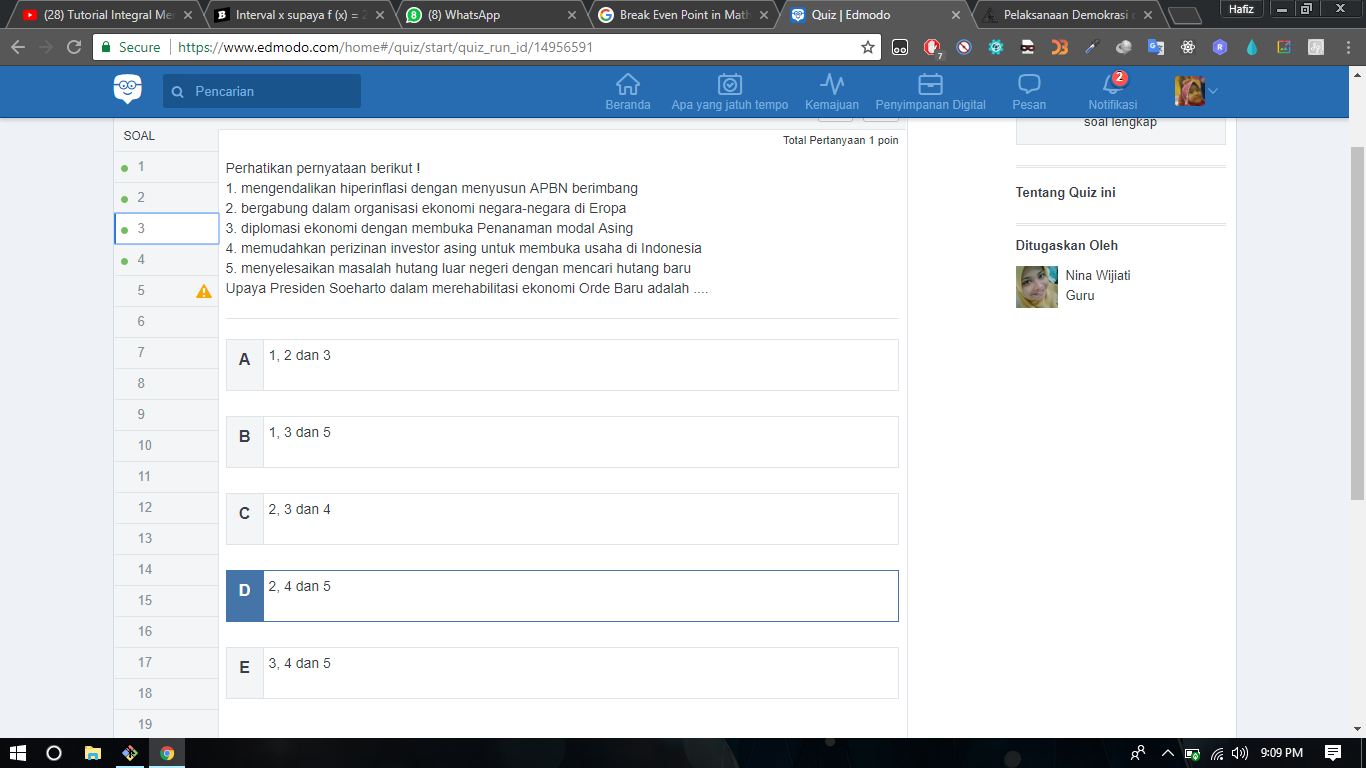 (28) Tutorial Integral Me
Interval x supaya f (x) = 2
(8) WhatsApp
Break Even Point in Math
Quiz | Edmodo
Pelaksanaan Demokrasi
Hafiz
Secure
https://www.edmodo.com/home#/quiz/start/quiz_run_id/14956591
7
Pencarian
Beranda
Apa yang jatuh tempo
Kemajuan
Penyimpanan Digital
Pesan
2
Notifikasi
SOAL
1
2
3
4
5
6
7
8
9
10
11
12
13
14
15
16
17
18
19
Total Pertanyaan 1 poin
Perhatikan pernyataan berikut !
1. mengendalikan hiperinflasi dengan menyusun APBN berimbang
2. bergabung dalam organisasi ekonomi negara-negara di Eropa
3. diplomasi ekonomi dengan membuka Penanaman modal Asing
4. memudahkan perizinan investor asing untuk membuka usaha di Indonesia
5. menyelesaikan masalah hutang luar negeri dengan mencari hutang baru
Upaya Presiden Soeharto dalam merehabilitasi ekonomi Orde Baru adalah ....
A 1, 2 dan 3
B 1, 3 dan 5
C 2, 3 dan 4
D 2, 4 dan 5
E 3, 4 dan 5
soal lengkap
Tentang Quiz ini
Ditugaskan Oleh
Nina Wijiati
Guru
9:09 PM